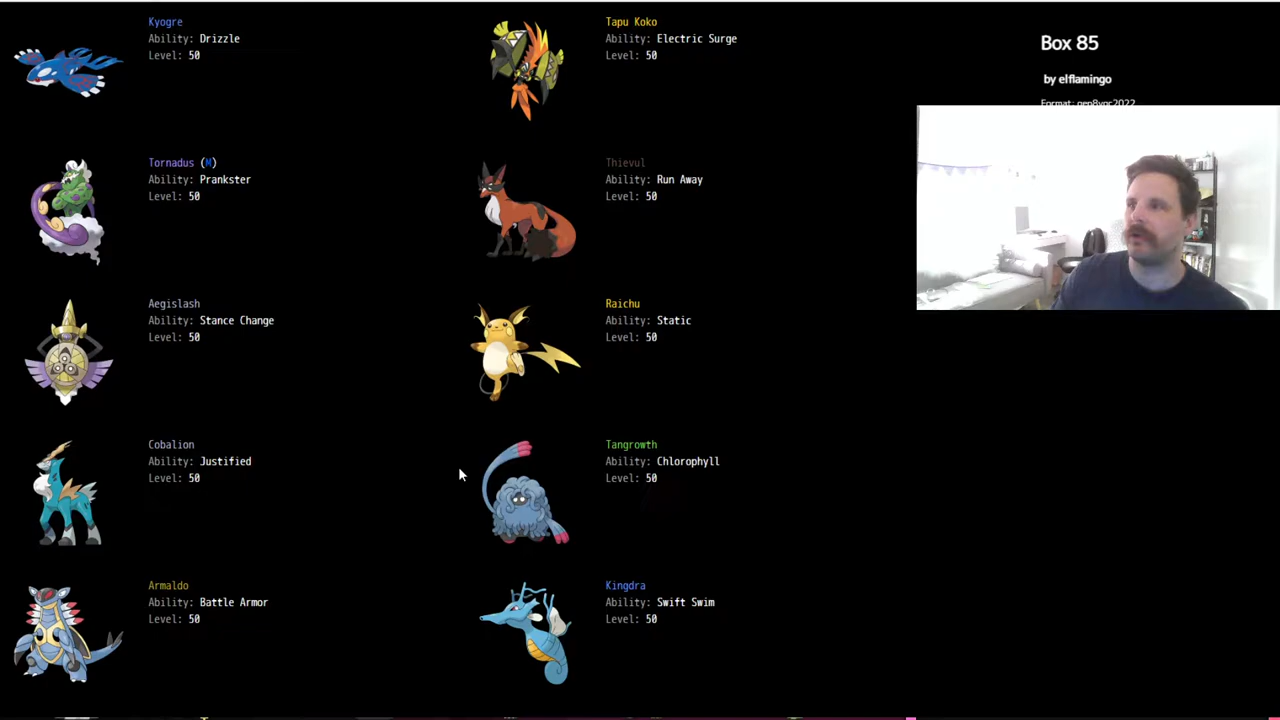 Kyogre
Ability: Drizzle
Level: 50
Tapu Koko
Ability: Electric Surge
Level: 50
Box 85
by elflamingo
Format: gen8vgc2022
Tornadus (M)
Ability: Prankster
Level: 50
Thievul
Ability: Run Away
Level: 50
Aegislash
Ability: Stance Change
Level: 50
Raichu
Ability: Static
Level: 50
Cobalion
Ability: Justified
Level: 50
Tangrowth
Ability: Chlorophyll
Level: 50
Armaldo
Ability: Battle Armor
Level: 50
Kingdra
Ability: Swift Swim
Level: 50